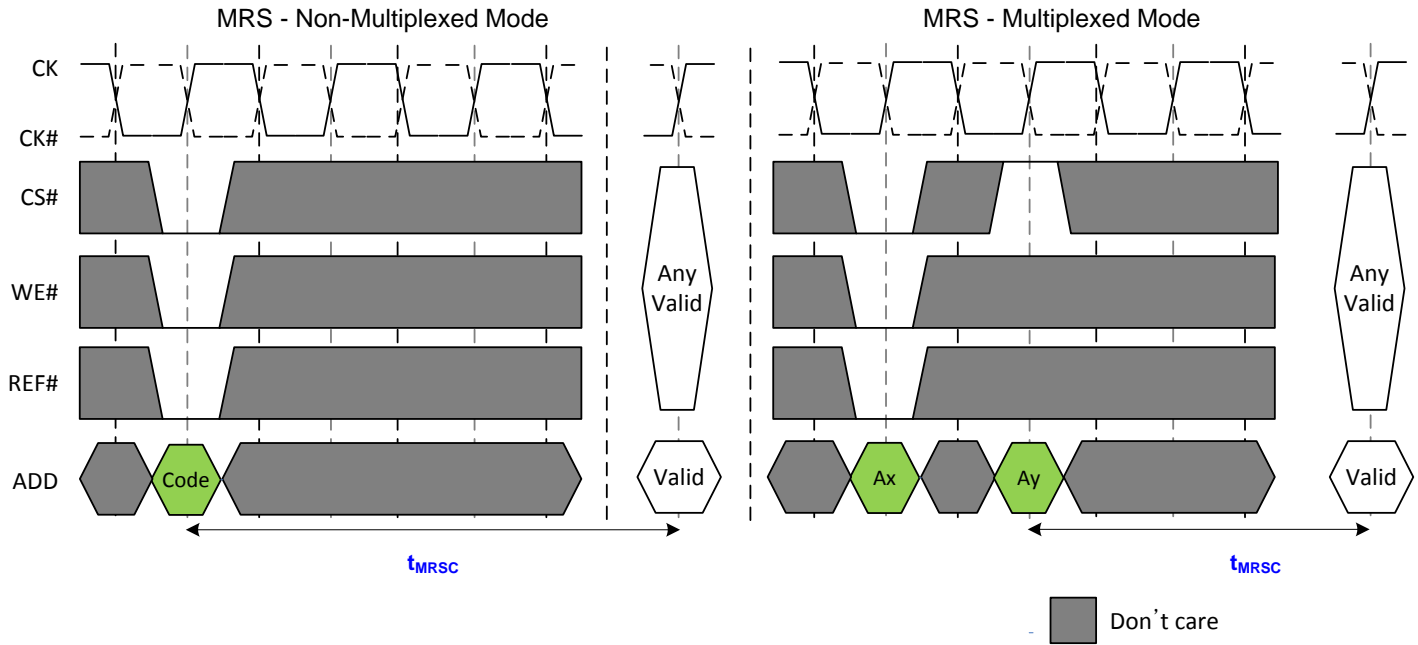 MRS - Non-Multiplexed Mode
MRS - Multiplexed Mode
CK
CK#
CS#
WE#
REF#
ADD
Code
Any
Valid
Valid
tMRSC
Ax
Ay
Any
Valid
Valid
tMRSC
Don't care